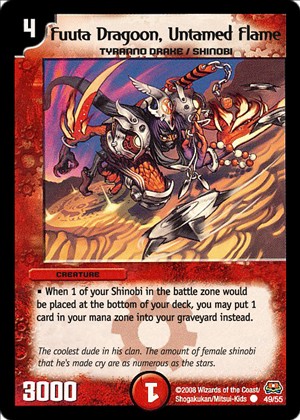 4
Fuuta Dragoon, Untamed Flame
TYRANNO DRAKE / SHINOBI
CREATURE
■ When 1 of your Shinobi in the battle zone would
be placed at the bottom of your deck, you may put 1
card in your mana zone into your graveyard instead.
The coolest dude in his clan. The amount of female shinobi
that he's made cry are as numerous as the stars.
3000
1
©2008 Wizards of the Coast/
Shogakukan/Mitsui-Kids
49/55